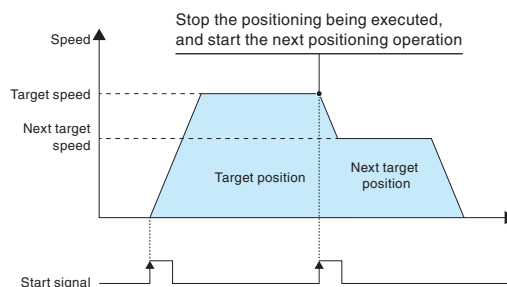 Stop the positioning being executed,
and start the next positioning operation
Speed
Target speed
Next target
speed
Target position
Next target
position
Start signal